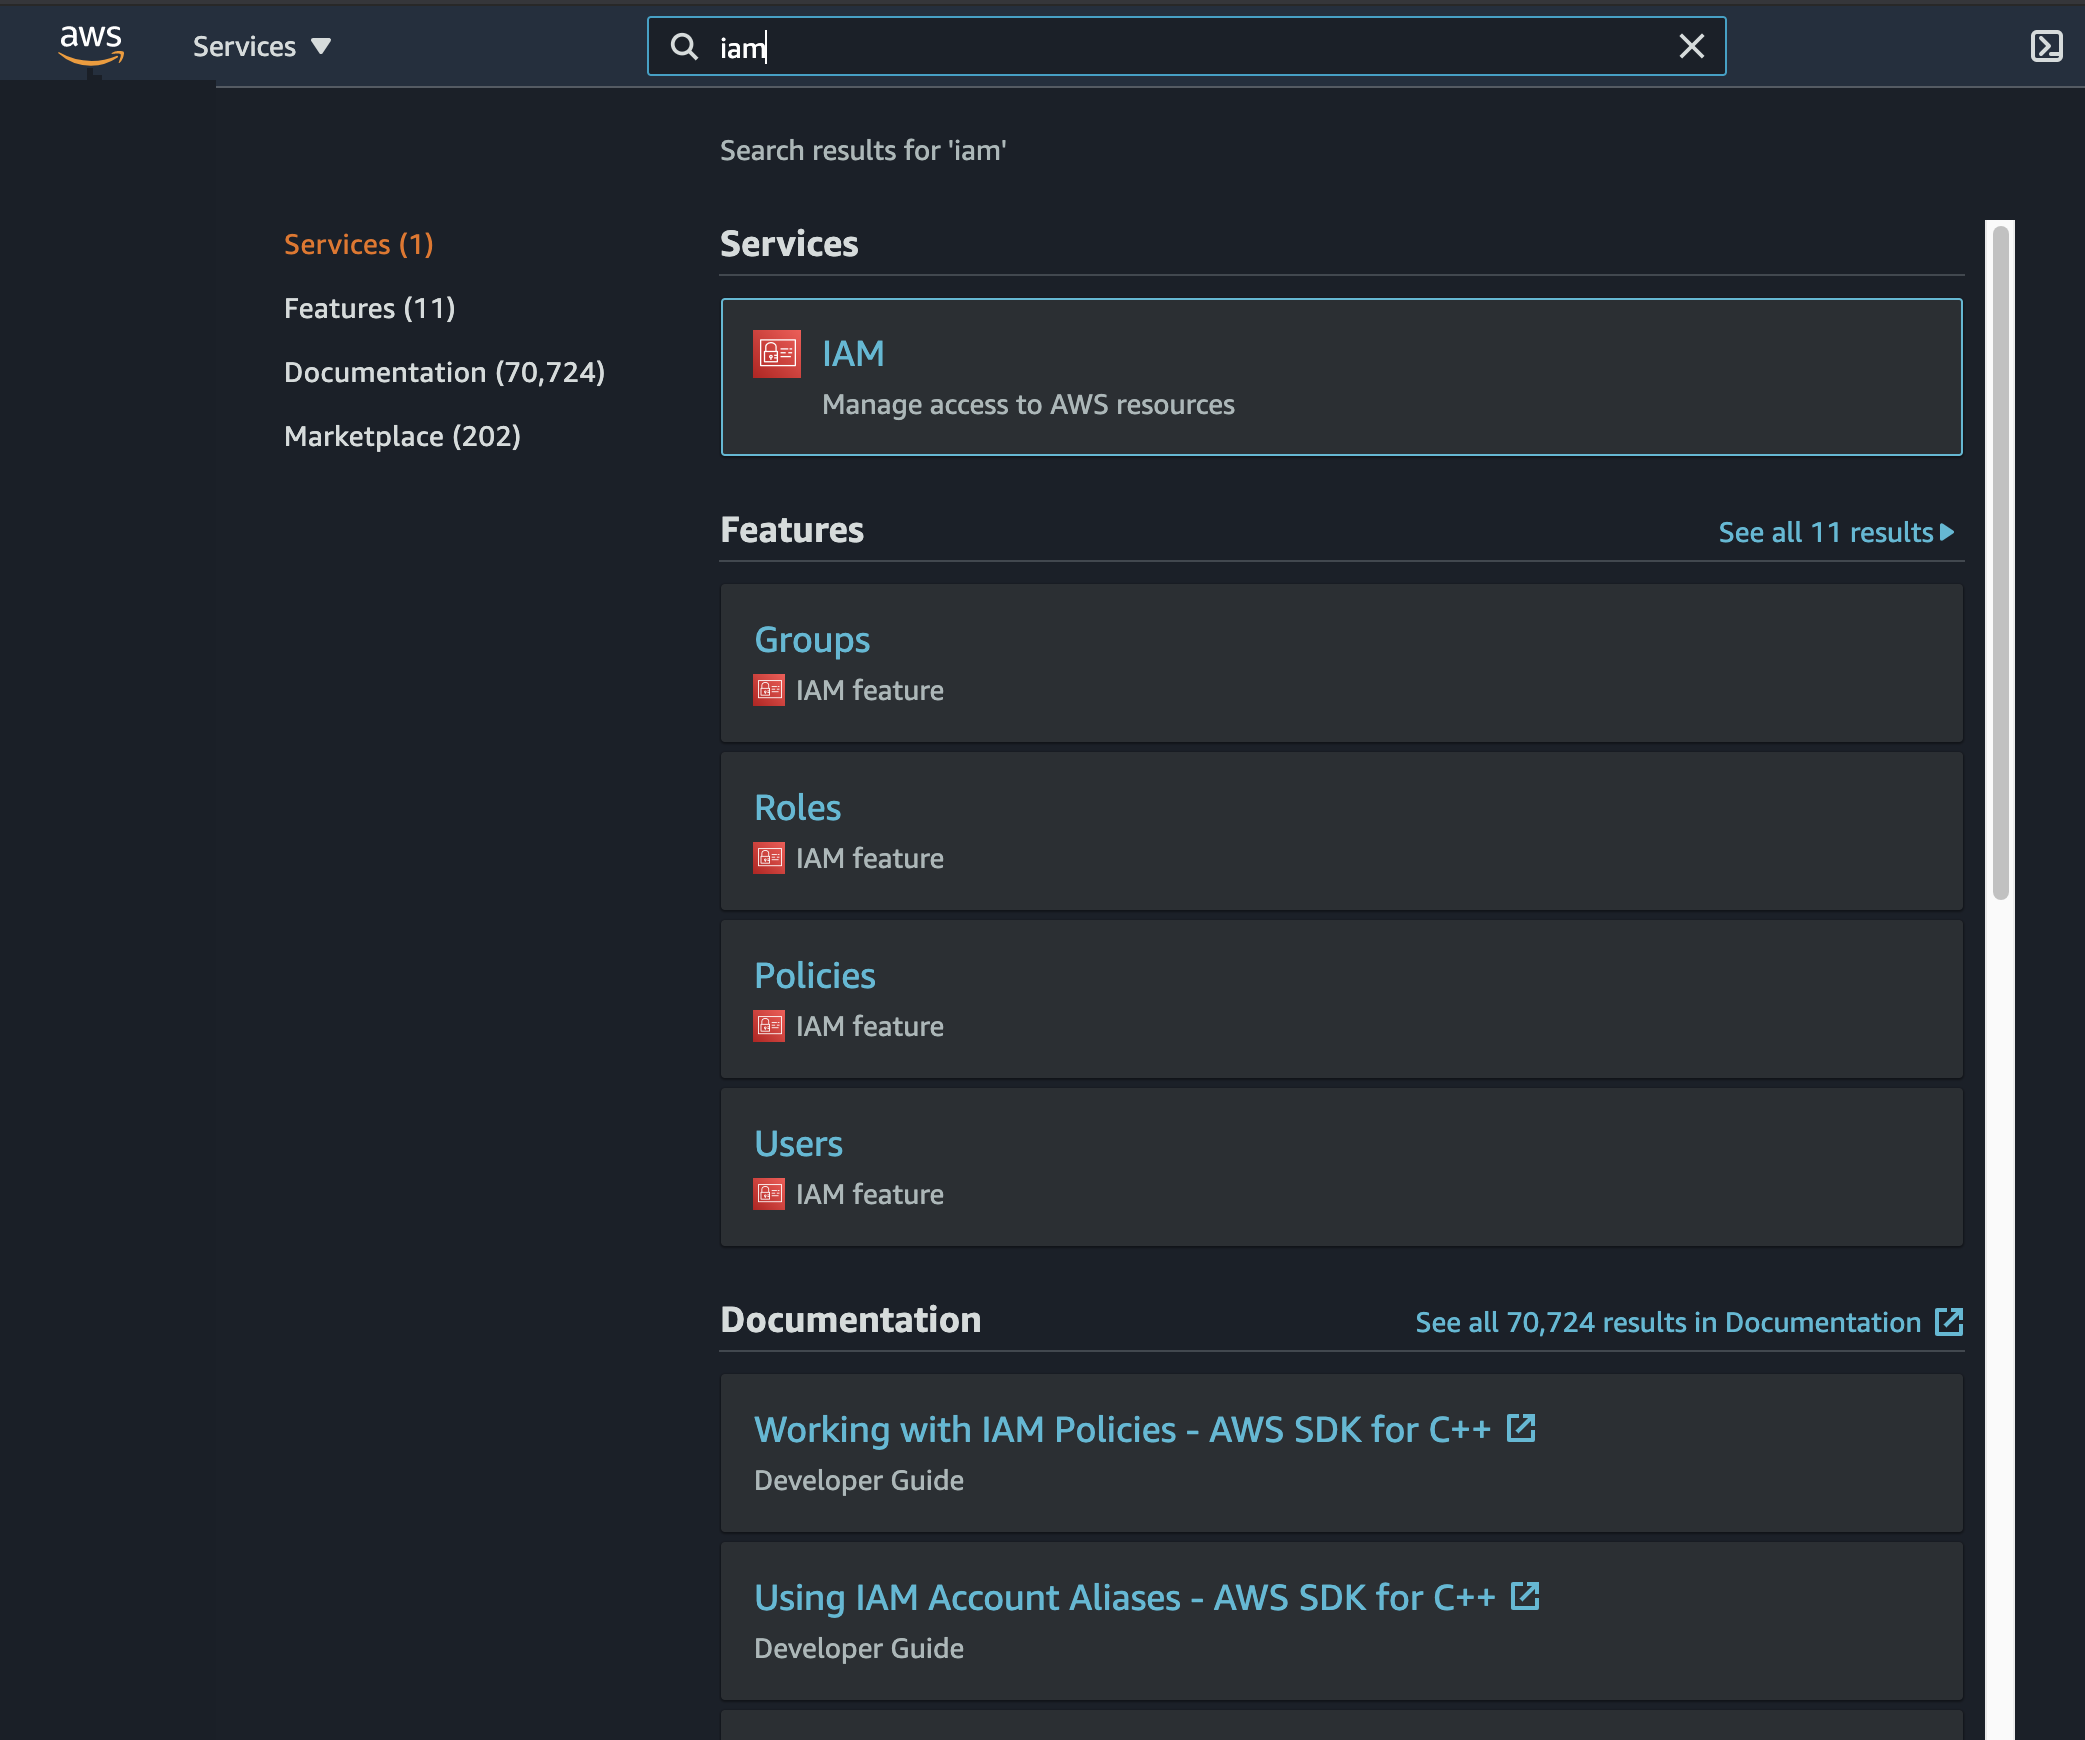 aws
Services
iam
Search results for 'iam'
Services (1)
Features (11)
Documentation (70,724)
Marketplace (202)
Services
IAM
Manage access to AWS resources
Features
See all 11 results
Groups
IAM feature
Roles
IAM feature
Policies
IAM feature
Users
IAM feature
Documentation
See all 70,724 results in Documentation
Working with IAM Policies - AWS SDK for C++
Developer Guide
Using IAM Account Aliases - AWS SDK for C++
Developer Guide